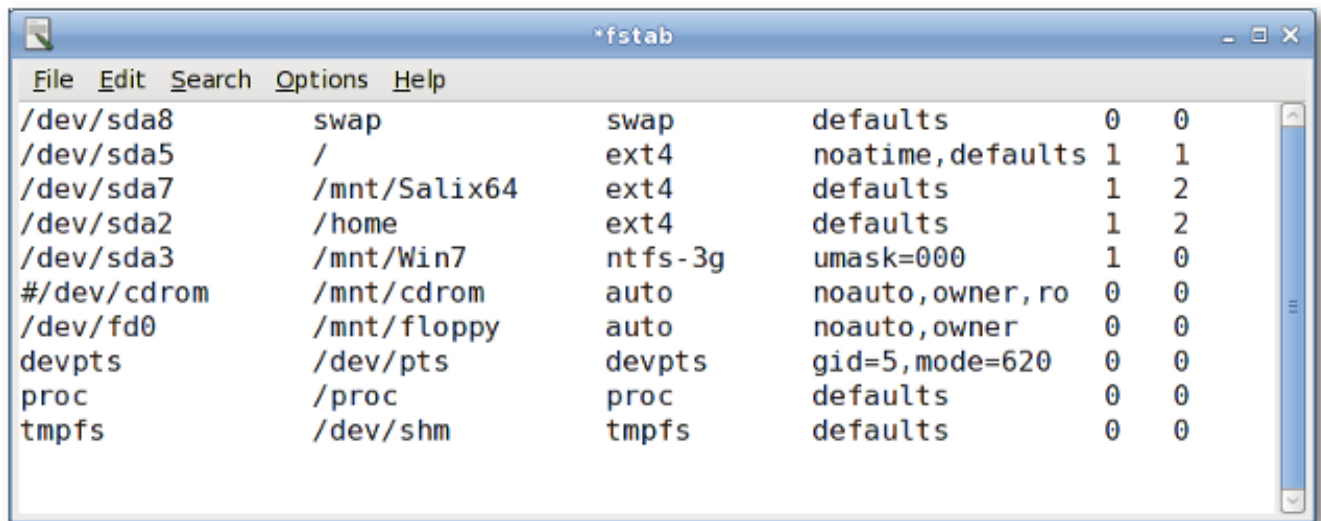 *fstab
File Edit Search Options Help
/dev/sda8 swap swap defaults 0 0
/dev/sda5 / ext4 noatime,defaults 1 1
/dev/sda7 /mnt/Salix64 ext4 defaults 1 2
/dev/sda2 /home ext4 defaults 1 2
/dev/sda3 /mnt/Win7 ntfs-3g umask=000 1 0
#/dev/cdrom /mnt/cdrom auto noauto,owner,ro 0 0
/dev/fd0 /mnt/floppy auto noauto,owner 0 0
devpts /dev/pts devpts gid=5,mode=620 0 0
proc /proc proc defaults 0 0
tmpfs /dev/shm tmpfs defaults 0 0